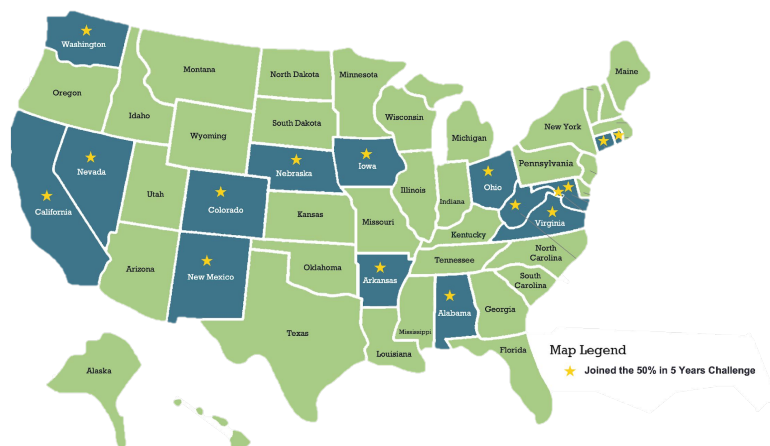 Washington
Montana
North Dakota
Minnesota
Maine
Oregon
Idaho
Wyoming
South Dakota
Wisconsin
Michigan
New York
Nevada
Utah
Nebraska
Iowa
Pennsylvania
California
Colorado
Kansas
Missouri
Illinois
Indiana
Ohio
Kentucky
Virginia
Arizona
New Mexico
Oklahoma
Arkansas
Tennessee
North
Carolina
South
Carolina
Texas
Louisiana
Mississippi
Alabama
Georgia
Florida
Alaska
Map Legend
Joined the 50% in 5 Years Challenge